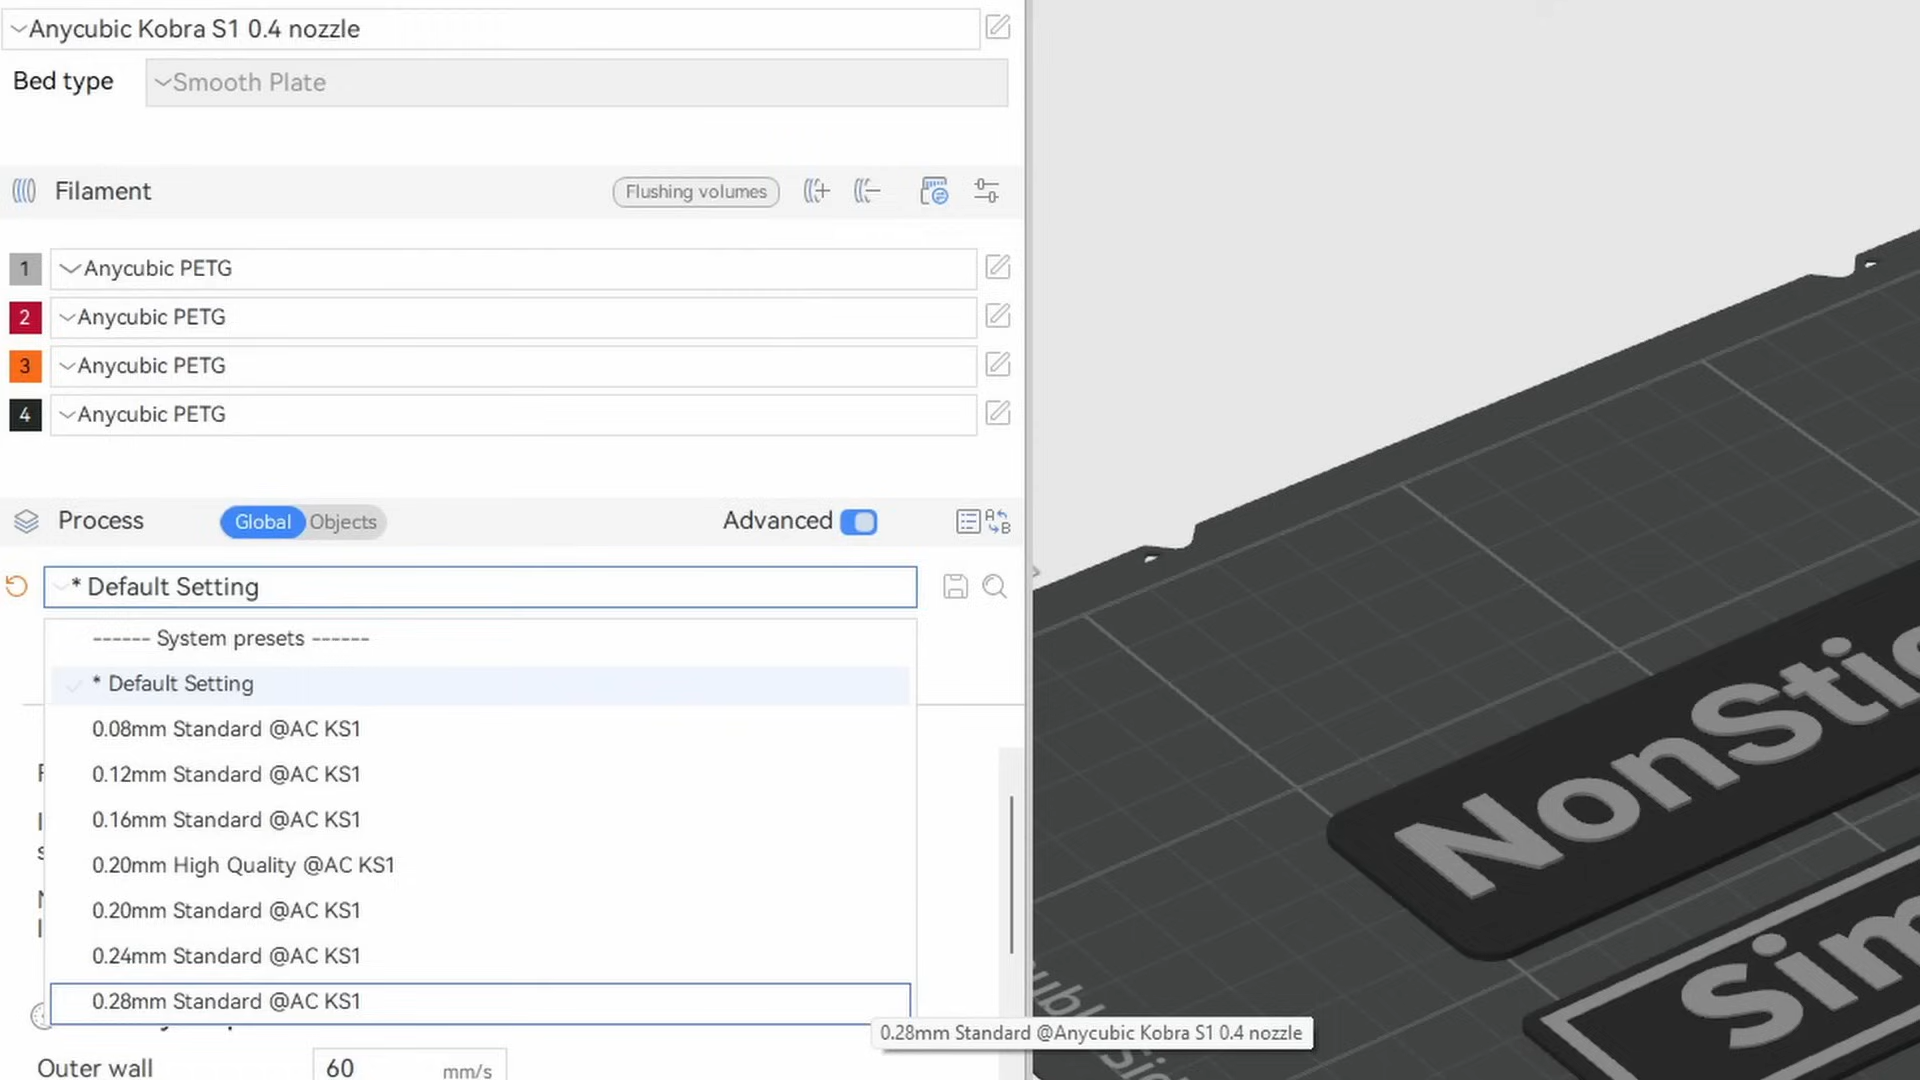 Anycubic Kobra S1 0.4 nozzle
Bed type
Smooth Plate
Filament
Flushing volumes
1
Anycubic PETG
2
Anycubic PETG
3
Anycubic PETG
4
Anycubic PETG
Process
Global
Objects
Advanced
* Default Setting
------ System presets ------
* Default Setting
0.08mm Standard @AC KS1
0.12mm Standard @AC KS1
0.16mm Standard @AC KS1
0.20mm High Quality @AC KS1
0.20mm Standard @AC KS1
0.24mm Standard @AC KS1
0.28mm Standard @AC KS1
0.28mm Standard @Anycubic Kobra S1 0.4 nozzle
Outer wall
60
mm/s
NonStic
Sim